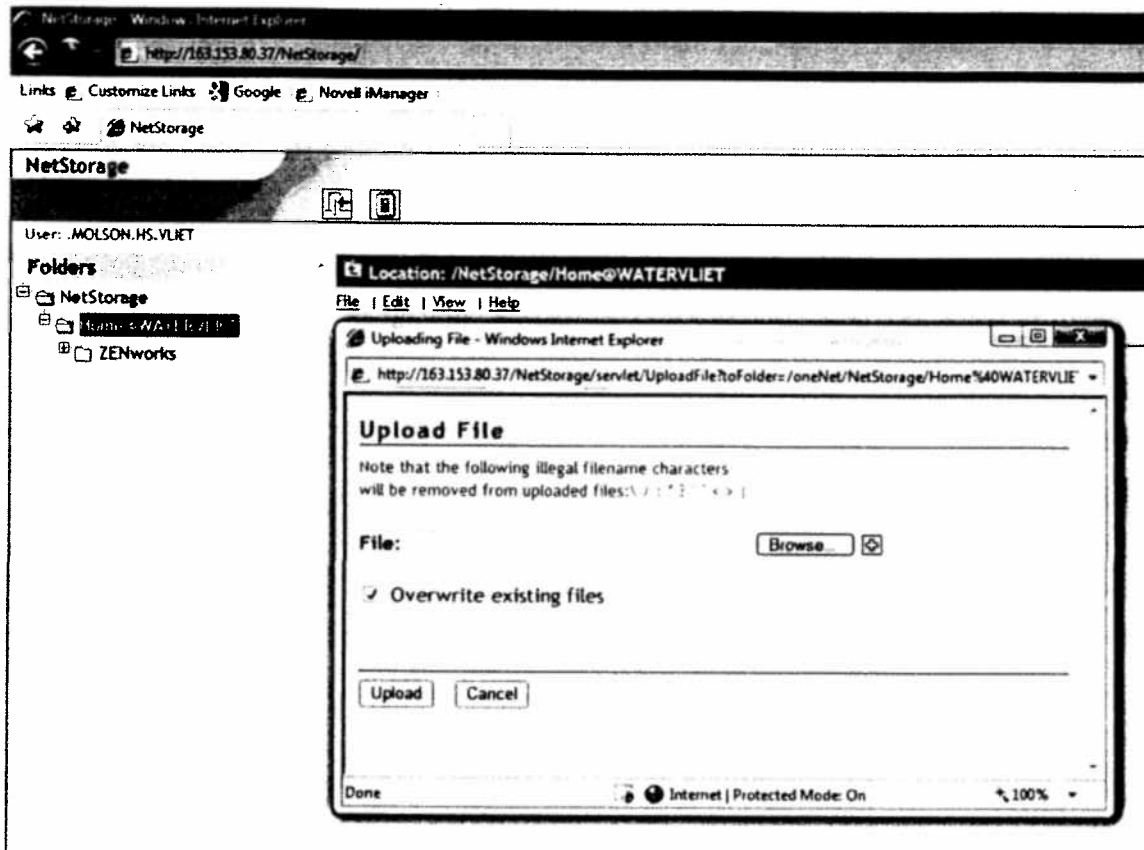 NetStorage - Windows Internet Explorer
http://163.153.80.37/NetStorage/
Links Customize Links Google Novell iManager
NetStorage
NetStorage
User: .MOLSON.HS.VLIET
Folders
NetStorage
Home@WATERVLIET
ZENworks
Location: /NetStorage/Home@WATERVLIET
File | Edit | View | Help
Uploading File - Windows Internet Explorer
http://163.153.80.37/NetStorage/servlet/UploadFile?toFolder=/oneNet/NetStorage/Home%40WATERVLIE
Upload File
Note that the following illegal filename characters
will be removed from uploaded files:
File:
Browse...
Overwrite existing files
Upload Cancel
Done
Internet | Protected Mode: On
100%